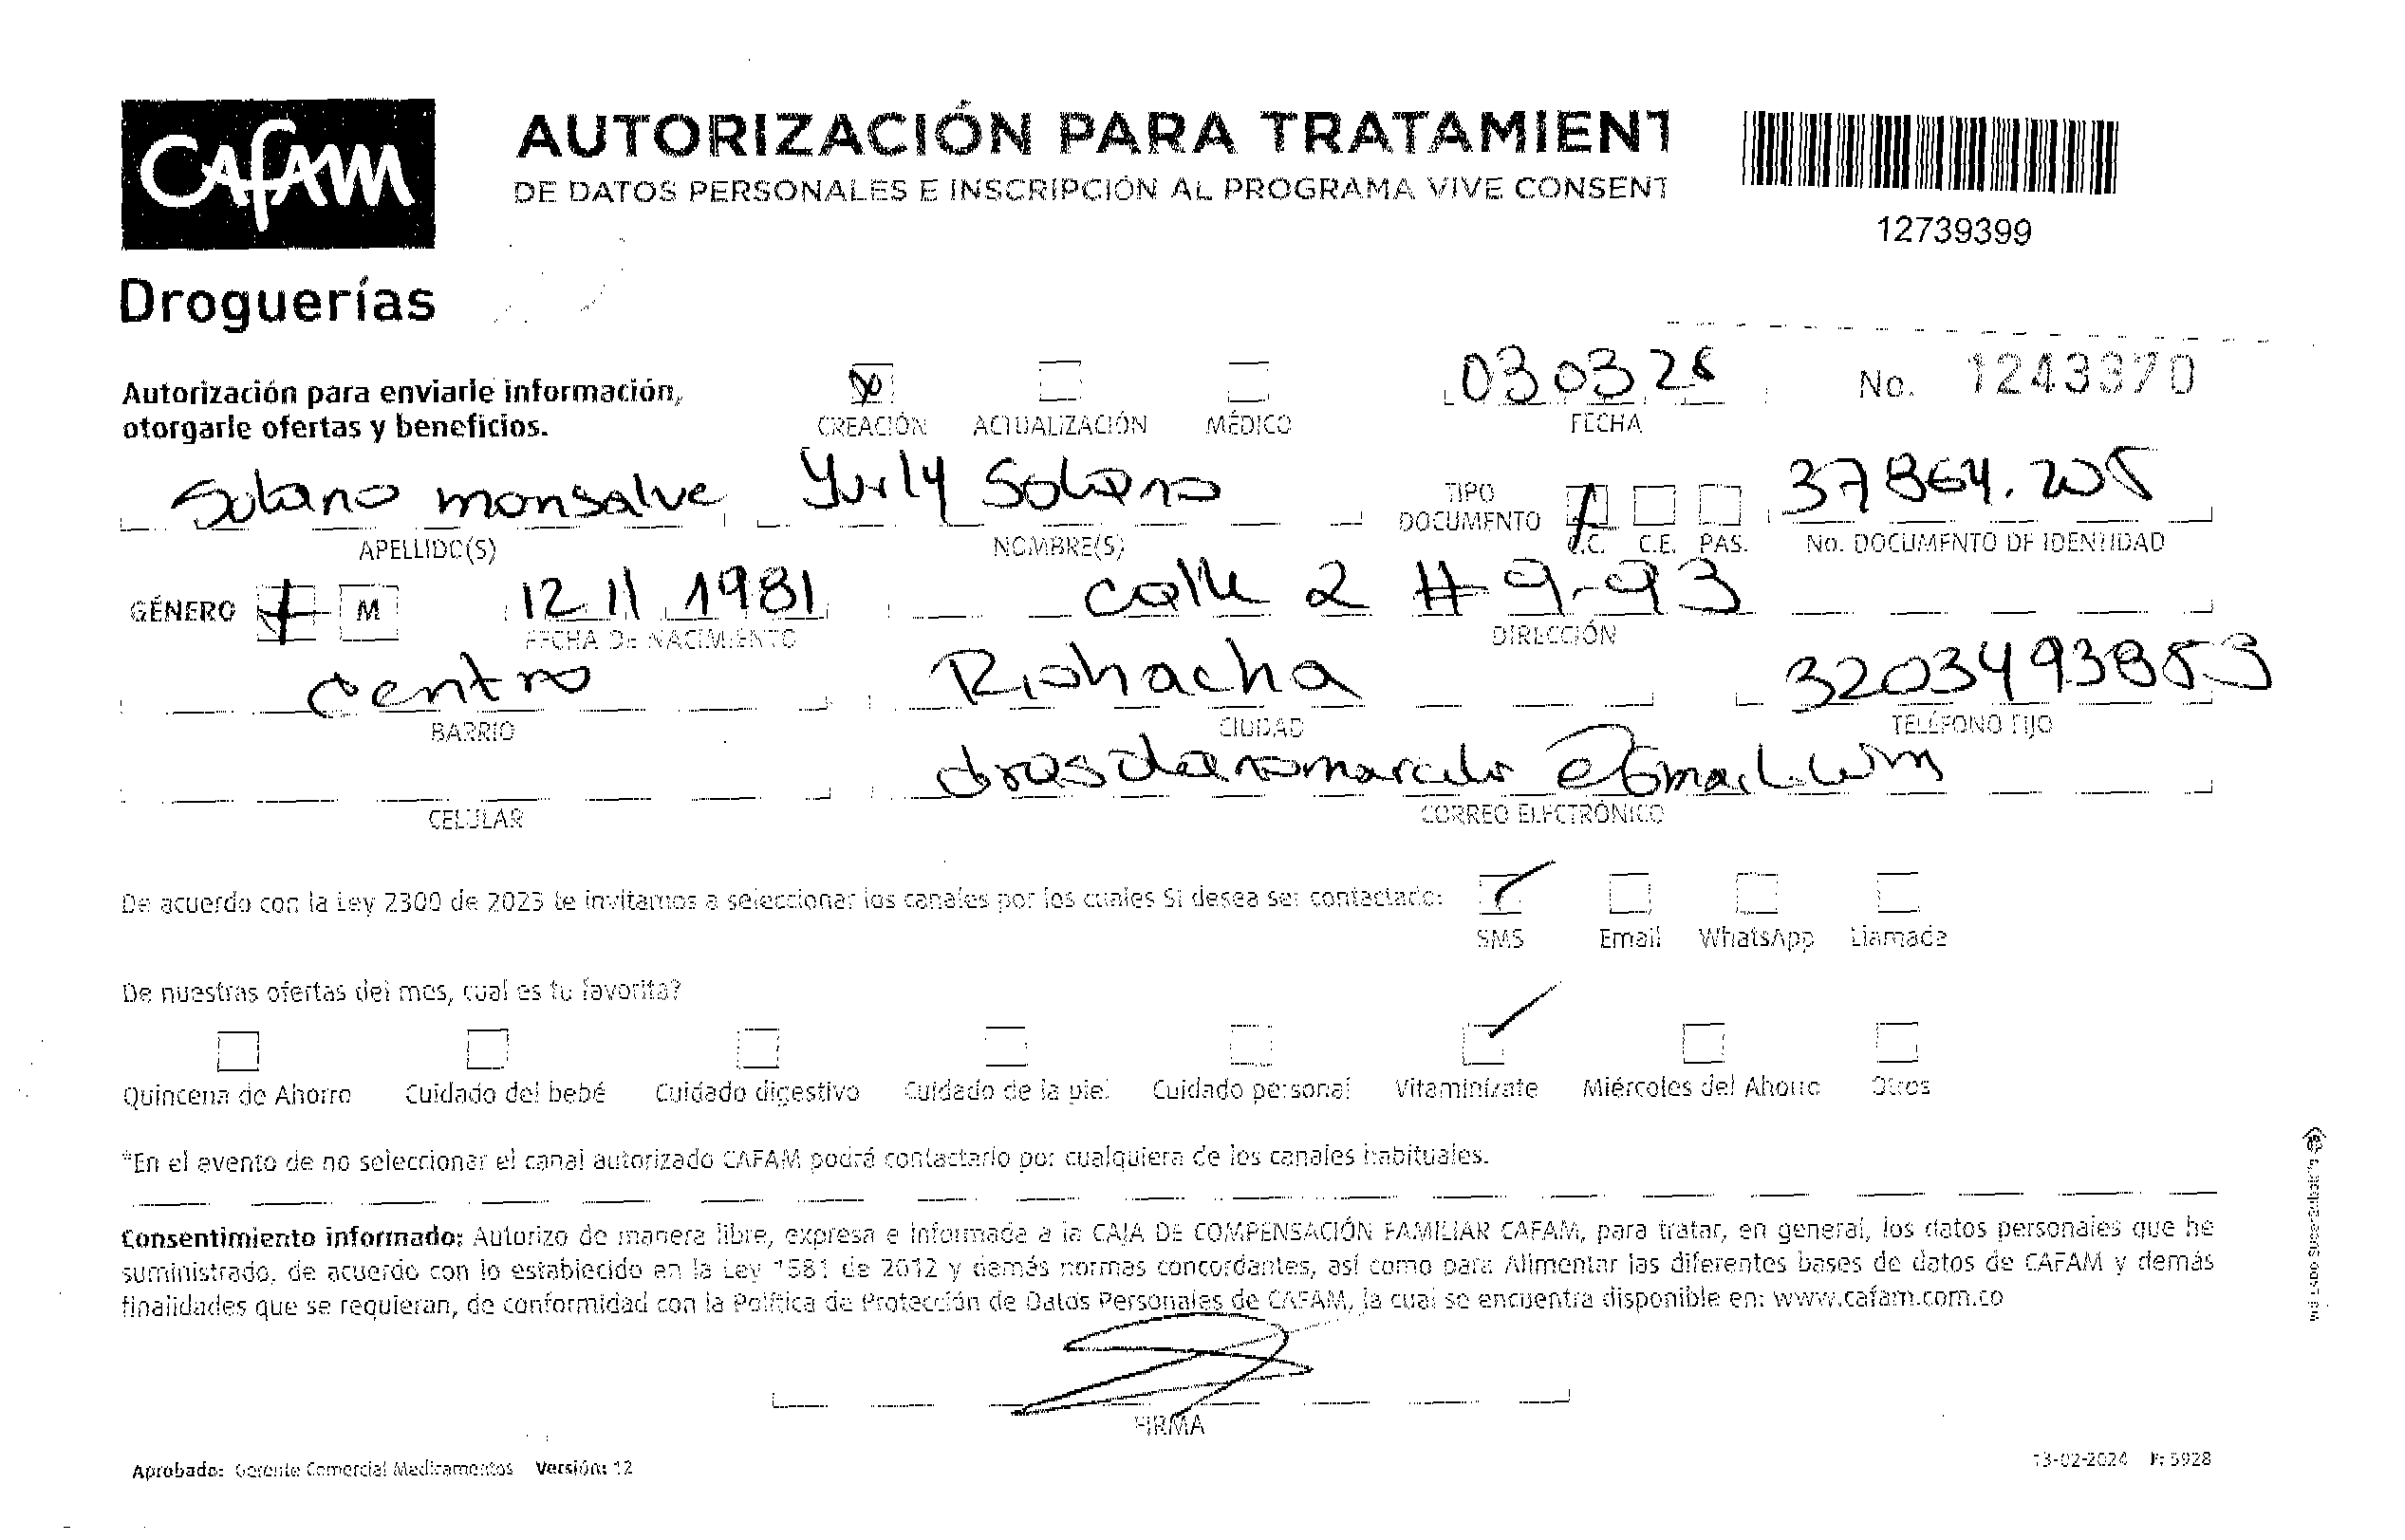 Cafam
AUTORIZACIÓN PARA TRATAMIENT
DE DATOS PERSONALES E INSCRIPCIÓN AL PROGRAMA VIVE CONSENT
12739399
Droguerías
Autorización para enviarle información,
otorgarle ofertas y beneficios.
CREACIÓN ACTUALIZACIÓN MÉDICO
03 03 25
FECHA
No. 1243370
Solano monsalve Yurly Solano
TIPO DOCUMENTO
37864.205
APELLIDO(S) NOMBRE(S) C.C. C.E. PAS. No. DOCUMENTO DE IDENTIDAD
GÉNERO M 12 11 1981 calle 2 # 9-93
FECHA DE NACIMIENTO DIRECCIÓN
centro Riohacha 3203493853
BARRIO CIUDAD TELÉFONO FIJO
@Gmail.com
CELULAR CORREO ELECTRÓNICO
De acuerdo con la Ley 2300 de 2023 te invitamos a seleccionar los canales por los cuales Si desea ser contactado:
SMS Email WhatsApp Llamada
De nuestras ofertas del mes, cual es tu favorita?
Quincena de Ahorro Cuidado del bebé Cuidado digestivo Cuidado de la piel Cuidado personal Vitaminízate Miércoles del Ahorro Otros
*En el evento de no seleccionar el canal autorizado CAFAM podrá contactarlo por cualquiera de los canales habituales.
Consentimiento informado: Autorizo de manera libre, expresa e informada a la CAJA DE COMPENSACIÓN FAMILIAR CAFAM, para tratar, en general, los datos personales que he
suministrado, de acuerdo con lo establecido en la Ley 1581 de 2012 y demás normas concordantes, así como para Alimentar las diferentes bases de datos de CAFAM y demás
finalidades que se requieran, de conformidad con la Política de Protección de Datos Personales de CAFAM, la cual se encuentra disponible en: www.cafam.com.co
FIRMA
Aprobado: Gerente Comercial Medicamentos Versión: 12
13-02-2024 F: 5928